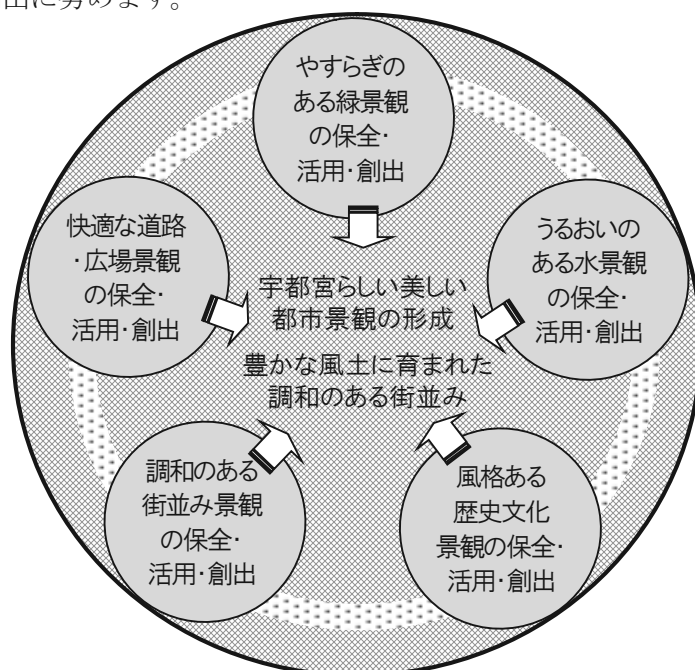 出に努めます。
やすらぎの
ある緑景観
の保全・
活用・創出
快適な道路
・広場景観
の保全・
活用・創出
うるおいの
ある水景観
の保全・
活用・創出
宇都宮らしい美しい
都市景観の形成
豊かな風土に育まれた
調和のある街並み
調和のある
街並み景観
の保全・
活用・創出
風格ある
歴史文化
景観の保全・
活用・創出